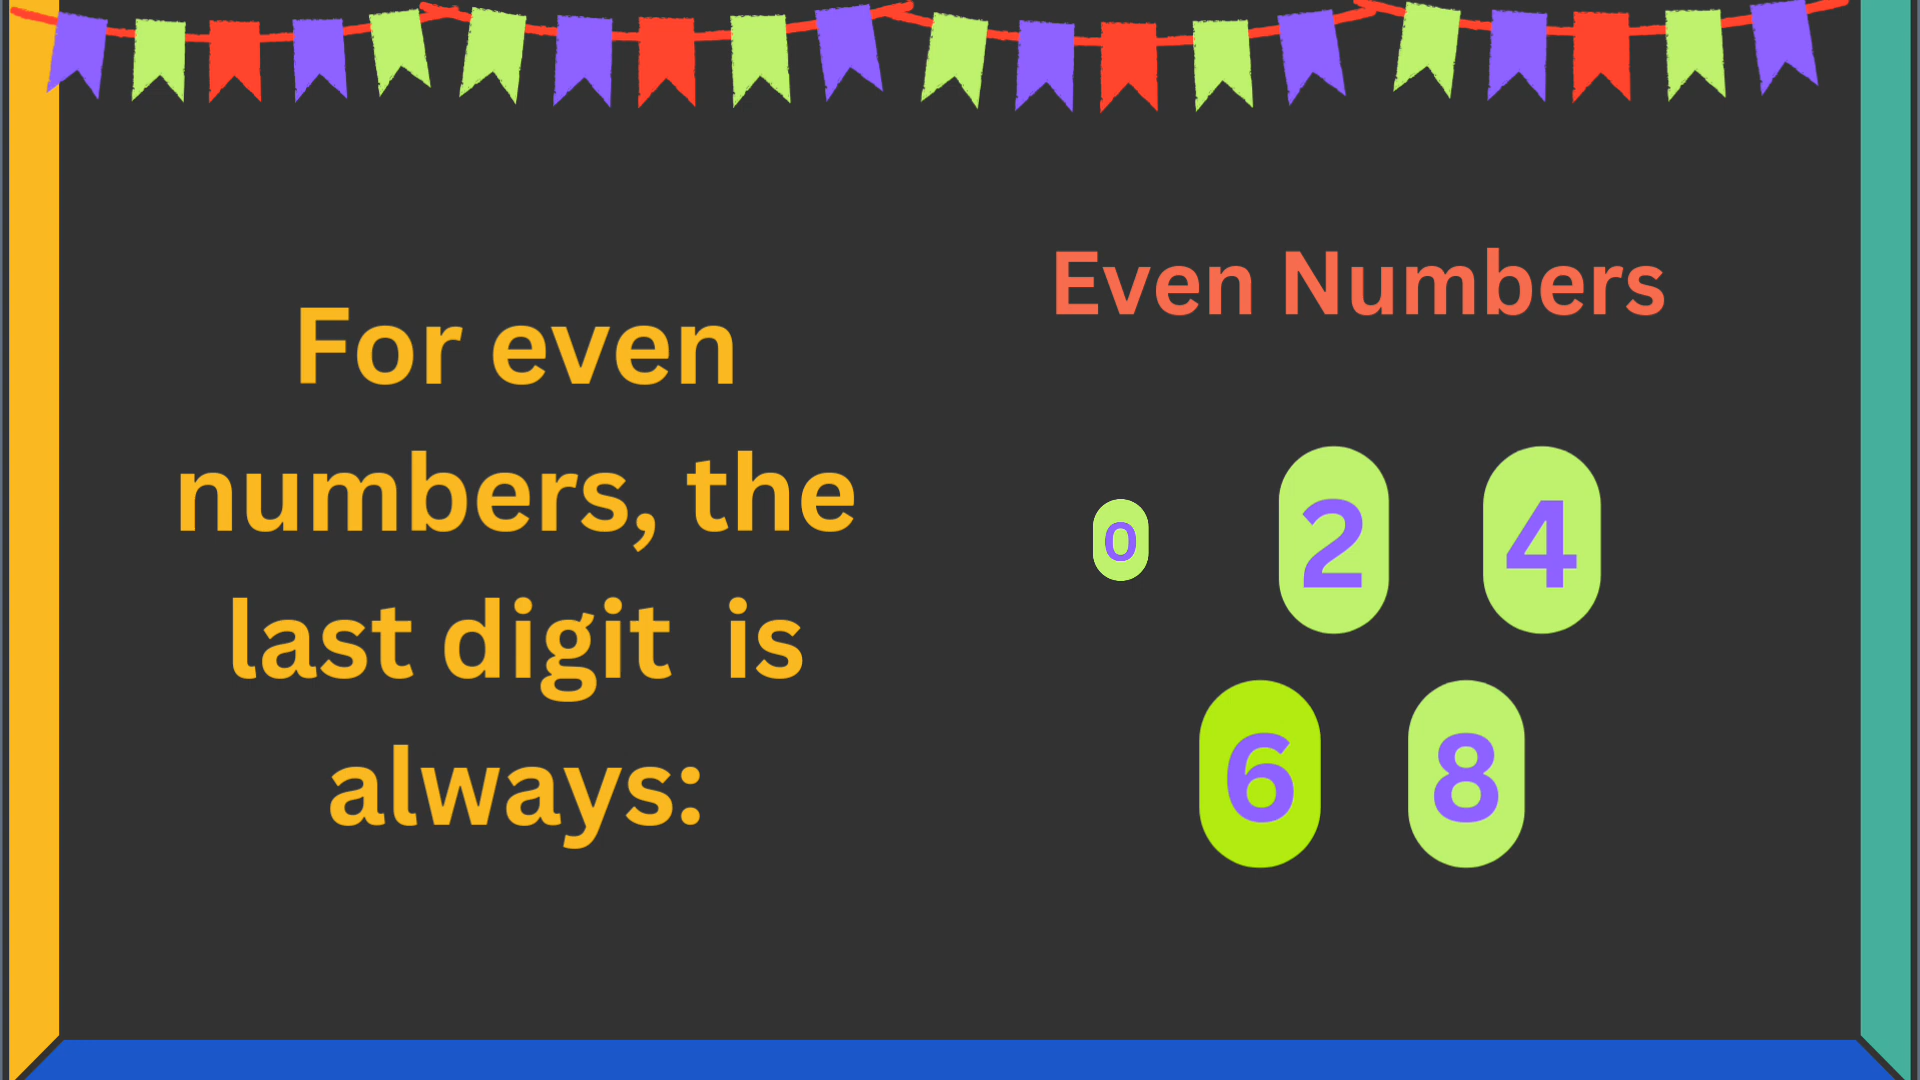 For even
numbers, the
last digit  is
always:
Even Numbers
0 2 4
6 8